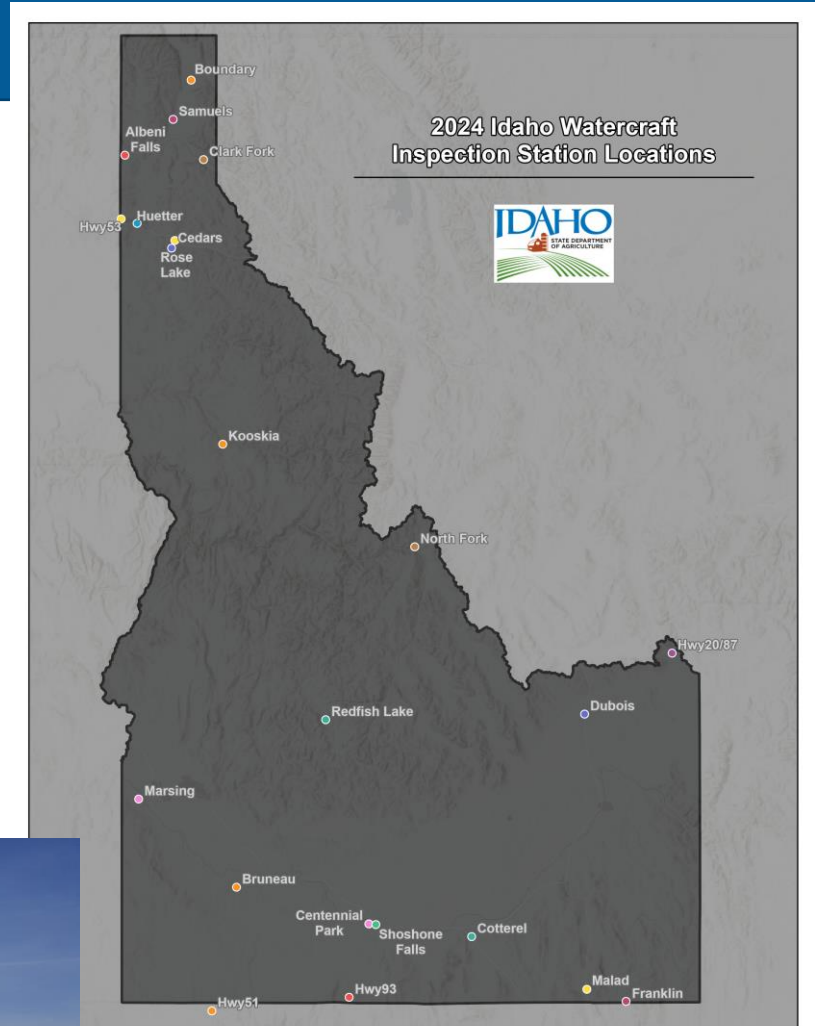 2024 Idaho Watercraft
Inspection Station Locations
IDAHO
STATE DEPARTMENT
OF AGRICULTURE
Boundary
Samuels
Albeni
Falls
Clark Fork
Hwy53
Huetter
Cedars
Rose
Lake
Kooskia
North Fork
Hwy20/87
Redfish Lake
Dubois
Marsing
Bruneau
Centennial
Park
Shoshone
Falls
Cotterel
Malad
Franklin
Hwy93
Hwy51